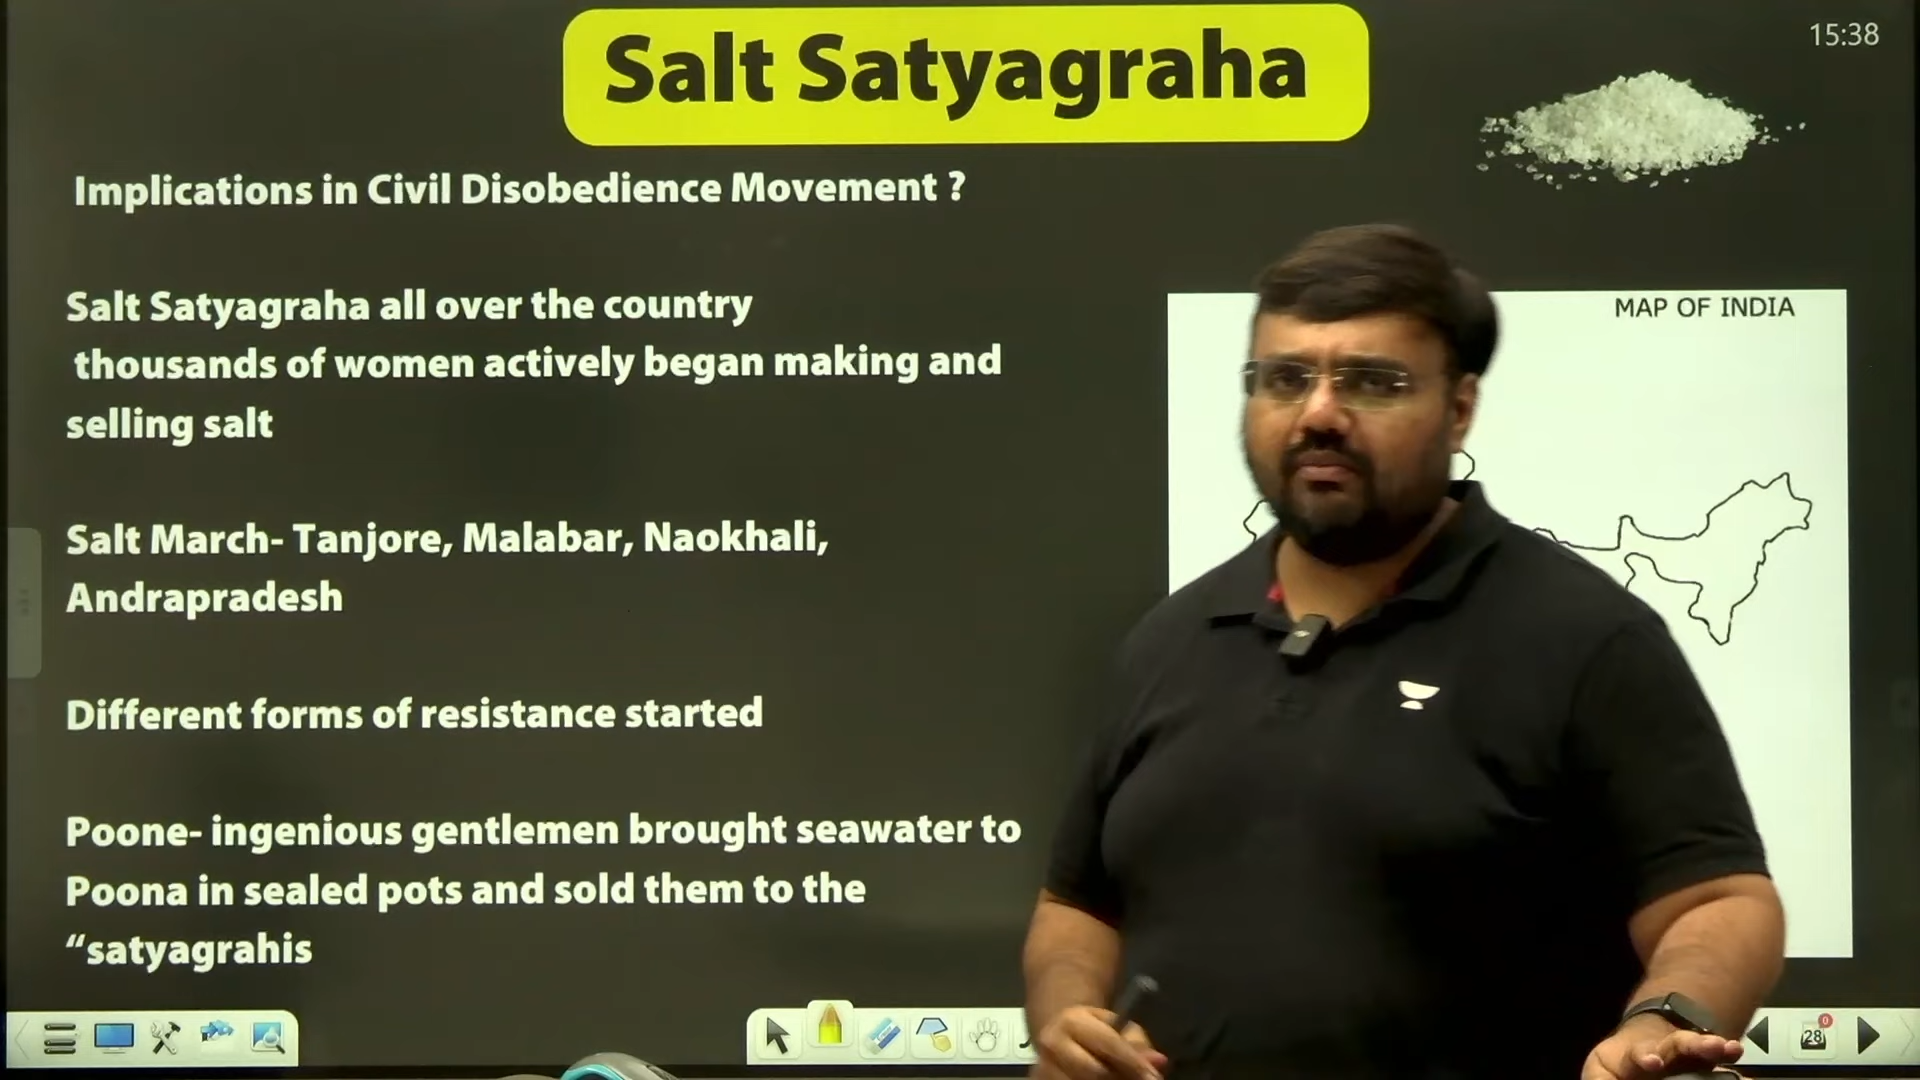 Salt Satyagraha
15:38
Implications in Civil Disobedience Movement ?
Salt Satyagraha all over the country
thousands of women actively began making and
selling salt
MAP OF INDIA
Salt March- Tanjore, Malabar, Naokhali,
Andrapradesh
Different forms of resistance started
Poone- ingenious gentlemen brought seawater to
Poona in sealed pots and sold them to the
“satyagrahis
28
0